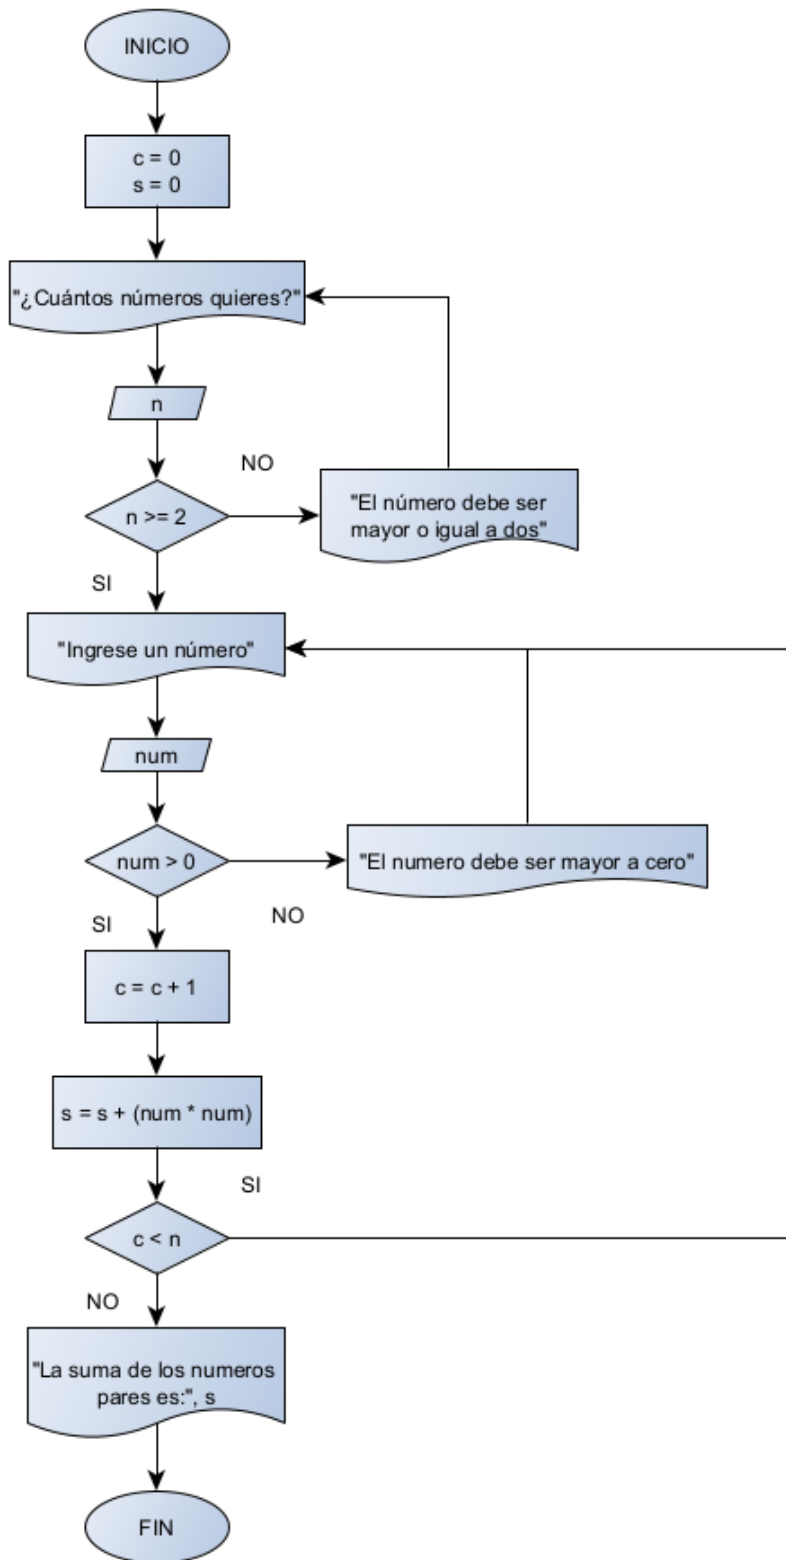 INICIO
c = 0
s = 0
"¿Cuántos números quieres?"
n
NO
n >= 2
"El número debe ser
mayor o igual a dos"
SI
"Ingrese un número"
num
num > 0
"El numero debe ser mayor a cero"
SI
NO
c = c + 1
s = s + (num * num)
SI
c < n
NO
"La suma de los numeros
pares es:", s
FIN